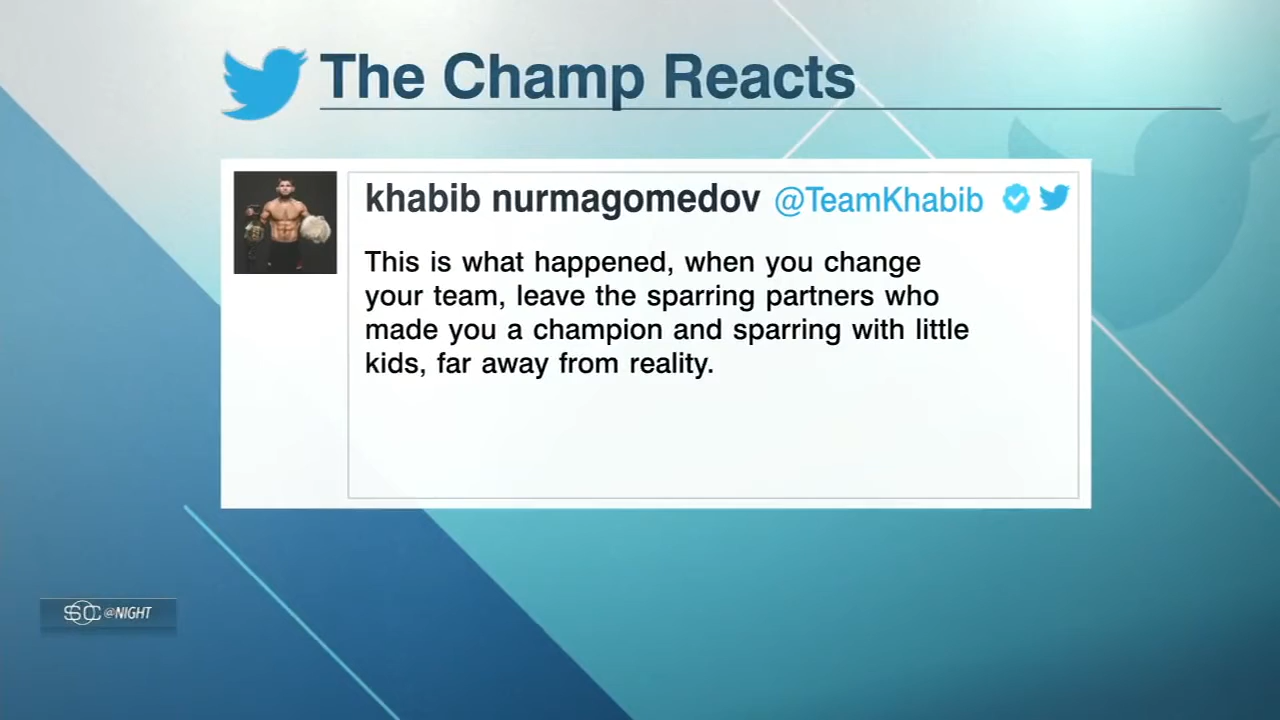 The Champ Reacts
khabib nurmagomedov @TeamKhabib
This is what happened, when you change
your team, leave the sparring partners who
made you a champion and sparring with little
kids, far away from reality.
SC @NIGHT